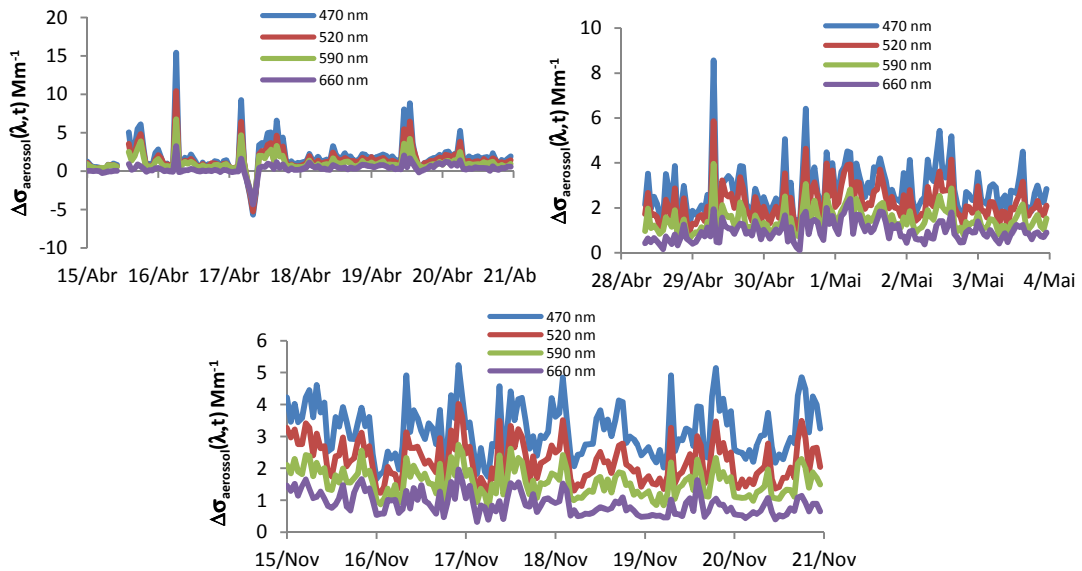 20
15
10
5
0
-5
-10
Δσaerossol(λ,t) Mm-1
470 nm
520 nm
590 nm
660 nm
15/Abr 16/Abr 17/Abr 18/Abr 19/Abr 20/Abr 21/Ab
10
8
6
4
2
0
Δσaerossol(λ,t) Mm-1
470 nm
520 nm
590 nm
660 nm
28/Abr 29/Abr 30/Abr 1/Mai 2/Mai 3/Mai 4/Mai
6
5
4
3
2
1
0
Δσaerossol(λ,t) Mm-1
470 nm
520 nm
590 nm
660 nm
15/Nov 16/Nov 17/Nov 18/Nov 19/Nov 20/Nov 21/Nov